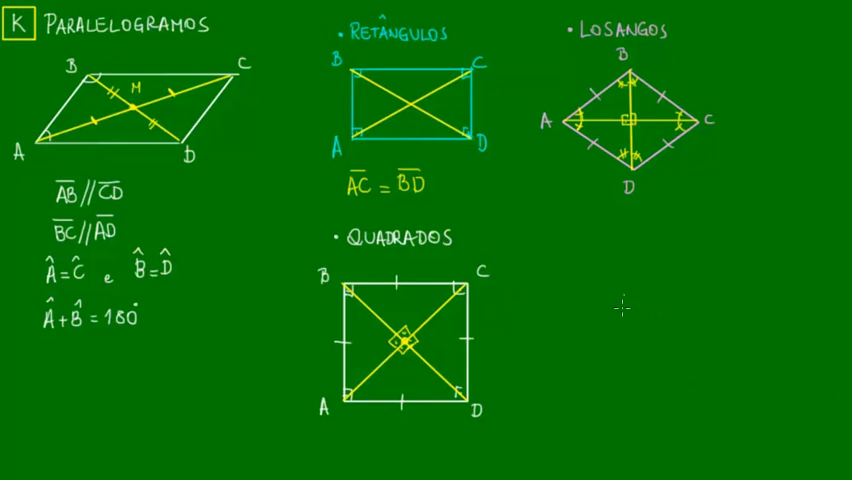 K PARALELOGRAMOS
B C
M
A D
AB // CD
BC // AD
Â = Ĉ e B̂ = D̂
Â + B̂ = 180°
• RETÂNGULOS
B C
A D
AC = BD
• LOSANGOS
B
A C
D
• QUADRADOS
B C
A D